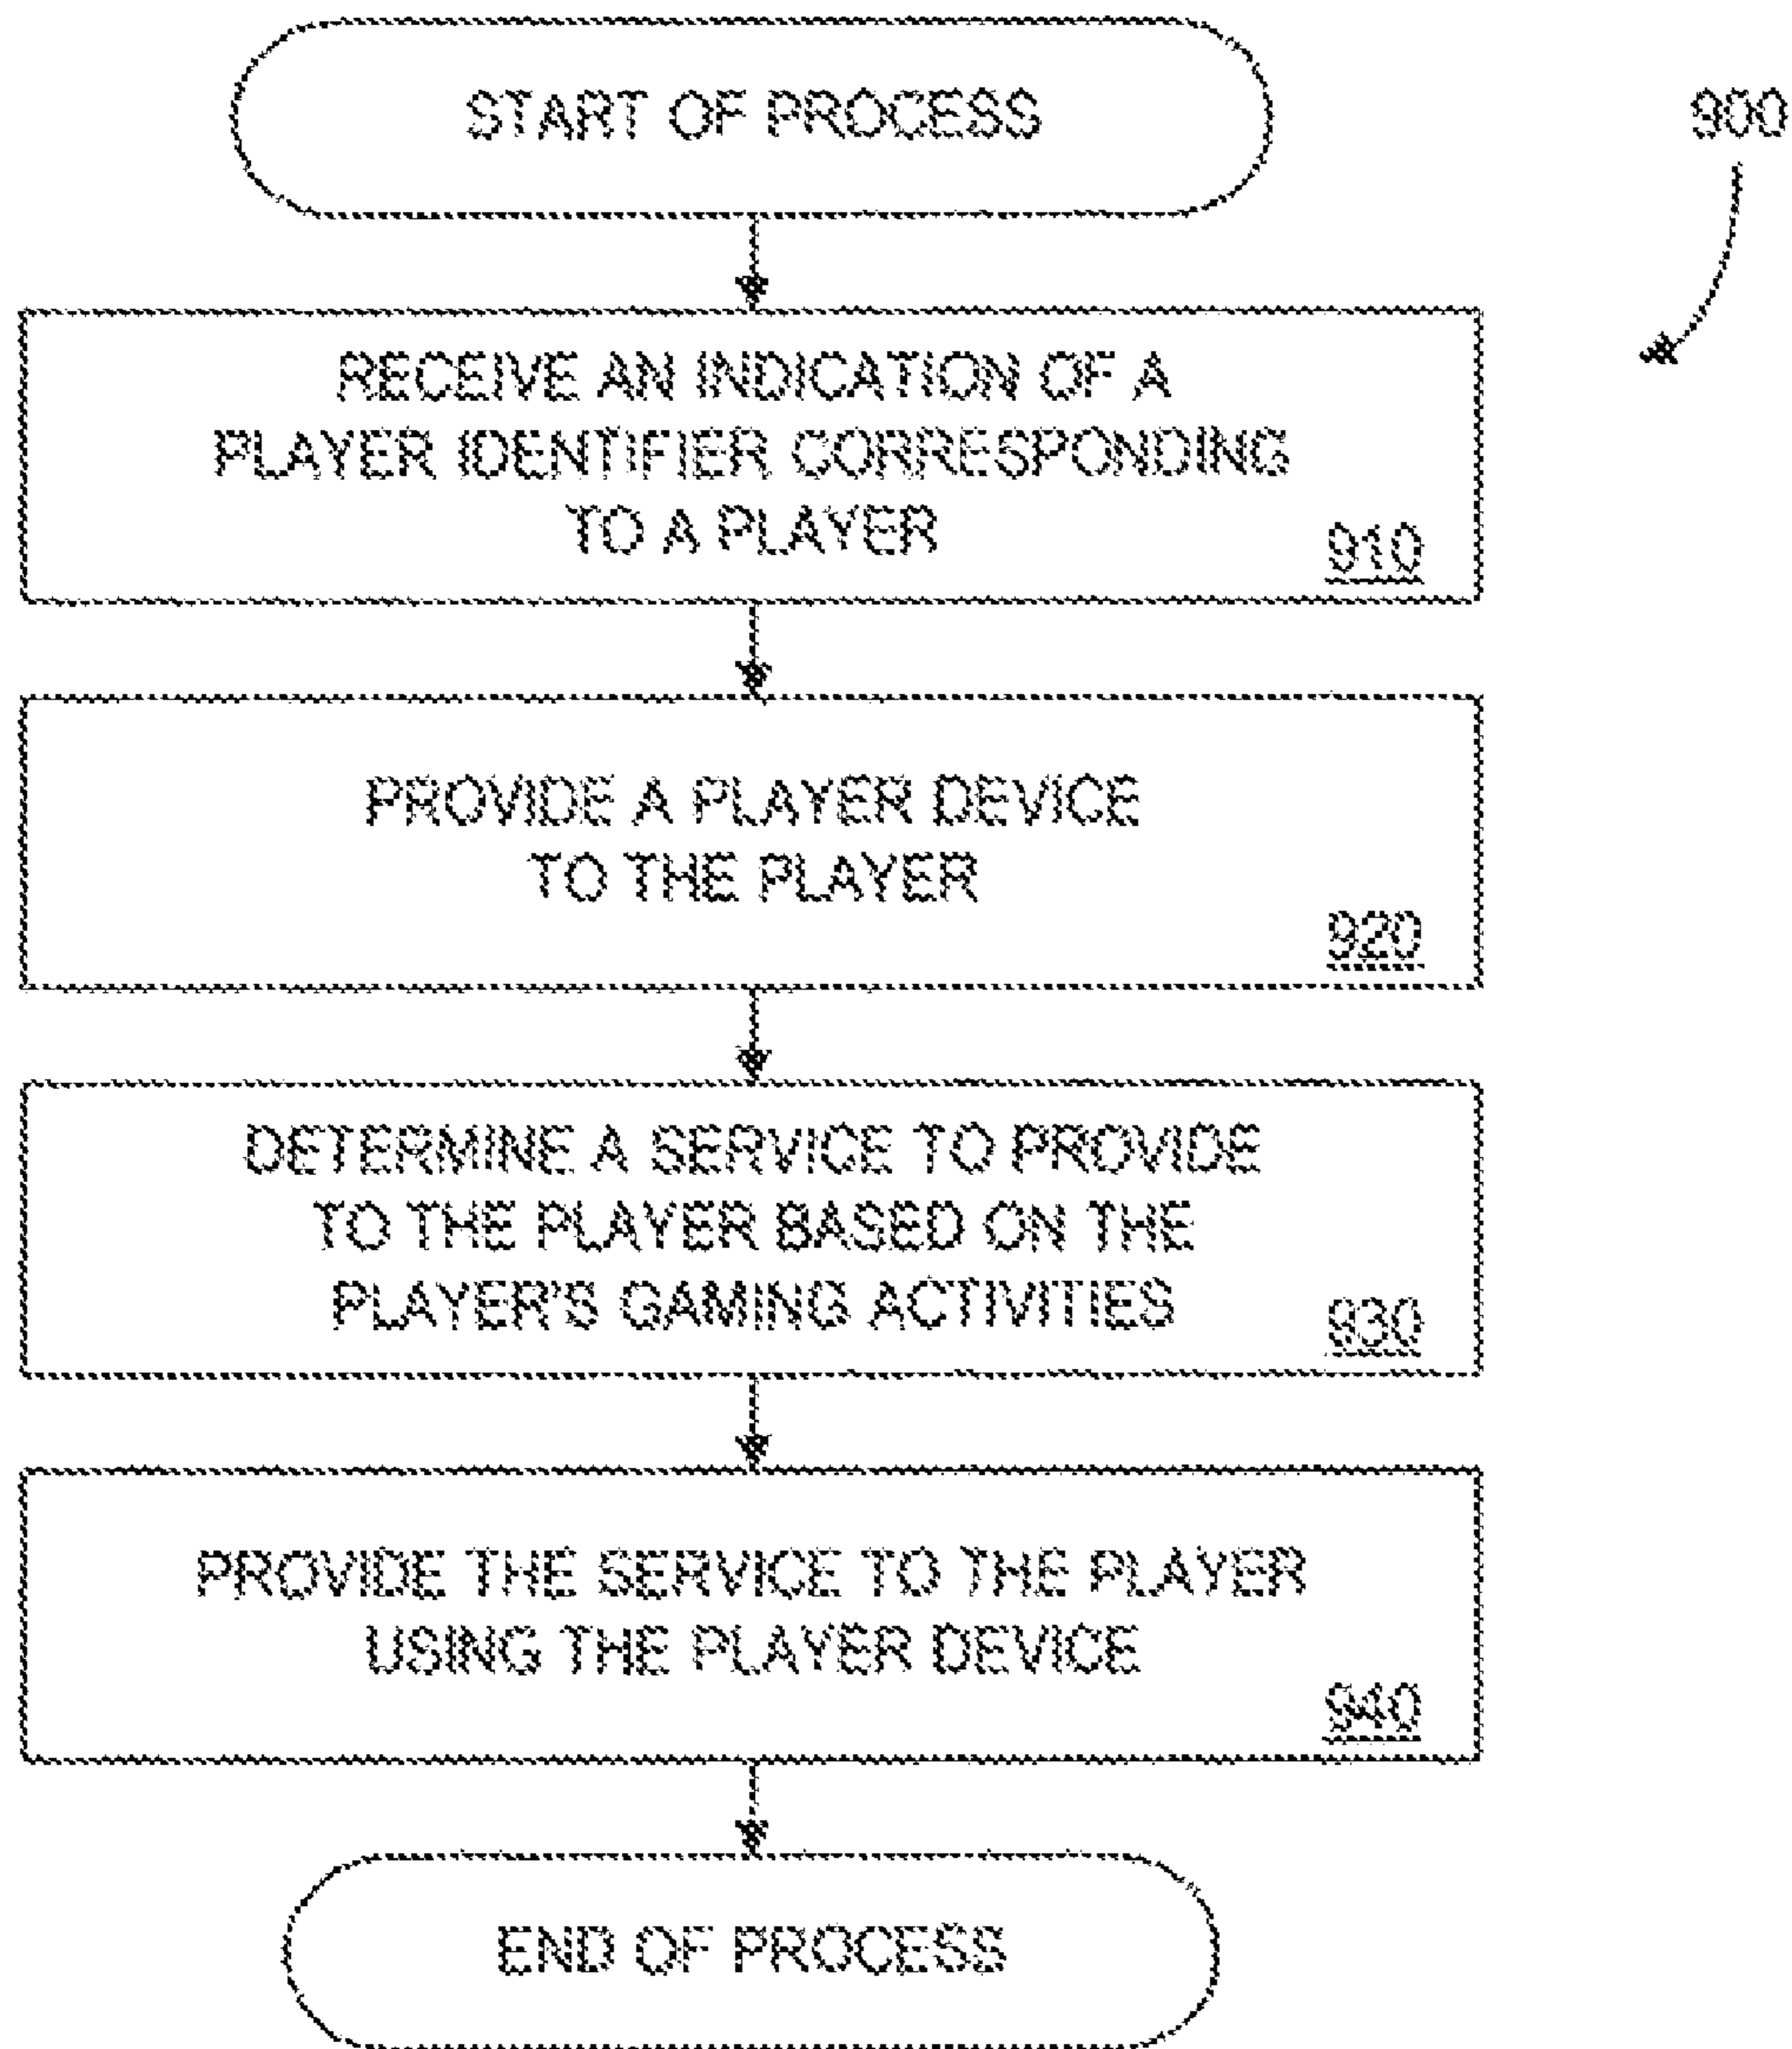 START OF PROCESS
900
RECEIVE AN INDICATION OF A
PLAYER IDENTIFIER CORRESPONDING
TO A PLAYER
910
PROVIDE A PLAYER DEVICE
TO THE PLAYER
920
DETERMINE A SERVICE TO PROVIDE
TO THE PLAYER BASED ON THE
PLAYER'S GAMING ACTIVITIES
930
PROVIDE THE SERVICE TO THE PLAYER
USING THE PLAYER DEVICE
940
END OF PROCESS